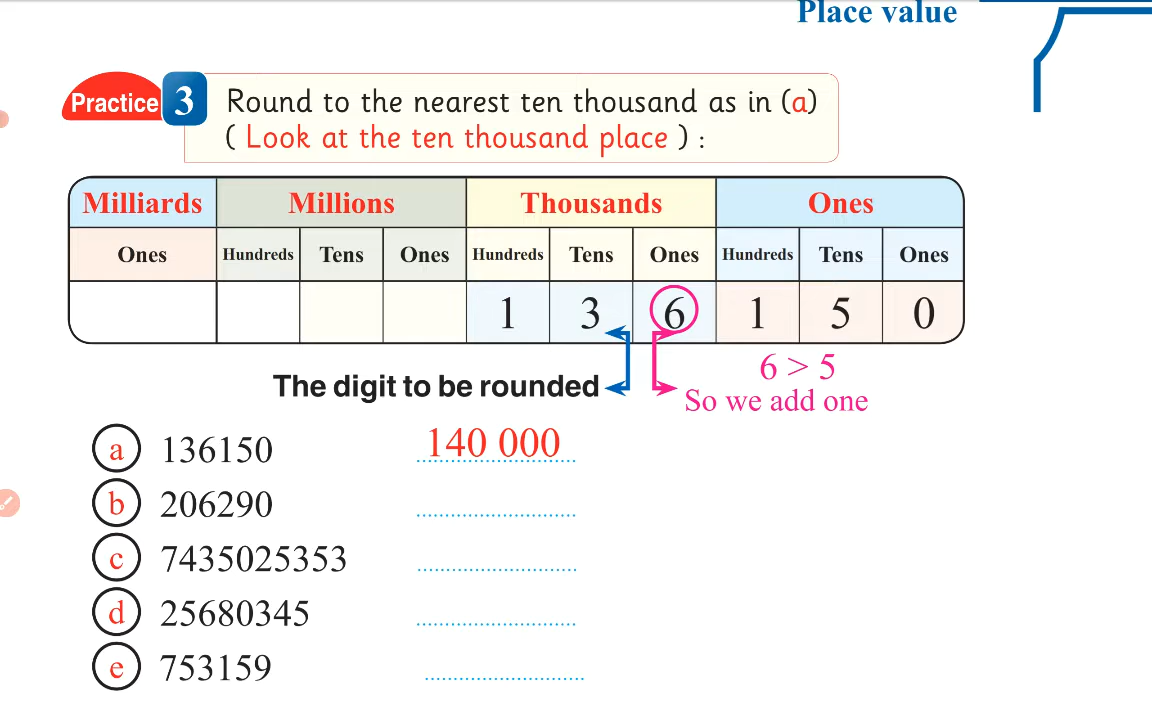 Place value
Practice 3 Round to the nearest ten thousand as in (a)
( Look at the ten thousand place ) :
Milliards Millions Thousands Ones
Ones Hundreds Tens Ones Hundreds Tens Ones Hundreds Tens Ones
1 3 6 1 5 0
6 > 5
The digit to be rounded
So we add one
a 136150 140 000
b 206290 ............................
c 7435025353 ............................
d 25680345 ............................
e 753159 ............................